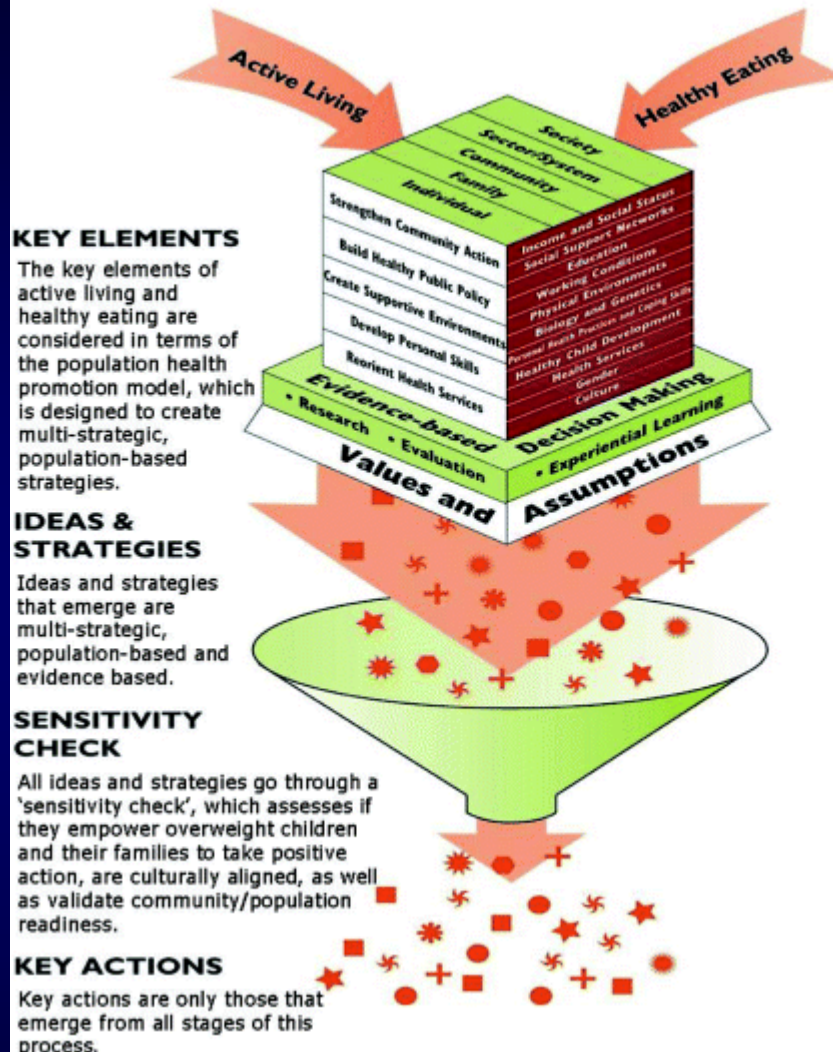 Active Living
Healthy Eating
Society
Sector/System
Community
Family
Individual
Strengthen Community Action
Build Healthy Public Policy
Create Supportive Environments
Develop Personal Skills
Reorient Health Services
Income and Social Status
Social Support Networks
Education
Working Conditions
Physical Environments
Biology and Genetics
Personal Health Practices and Coping Skills
Healthy Child Development
Health Services
Gender
Culture
Evidence-based
Decision Making
• Research • Evaluation
• Experiential Learning
Values and
Assumptions
KEY ELEMENTS
The key elements of
active living and
healthy eating are
considered in terms of
the population health
promotion model, which
is designed to create
multi-strategic,
population-based
strategies.
IDEAS &
STRATEGIES
Ideas and strategies
that emerge are
multi-strategic,
population-based and
evidence based.
SENSITIVITY
CHECK
All ideas and strategies go through a
‘sensitivity check’, which assesses if
they empower overweight children
and their families to take positive
action, are culturally aligned, as well
as validate community/population
readiness.
KEY ACTIONS
Key actions are only those that
emerge from all stages of this
process.